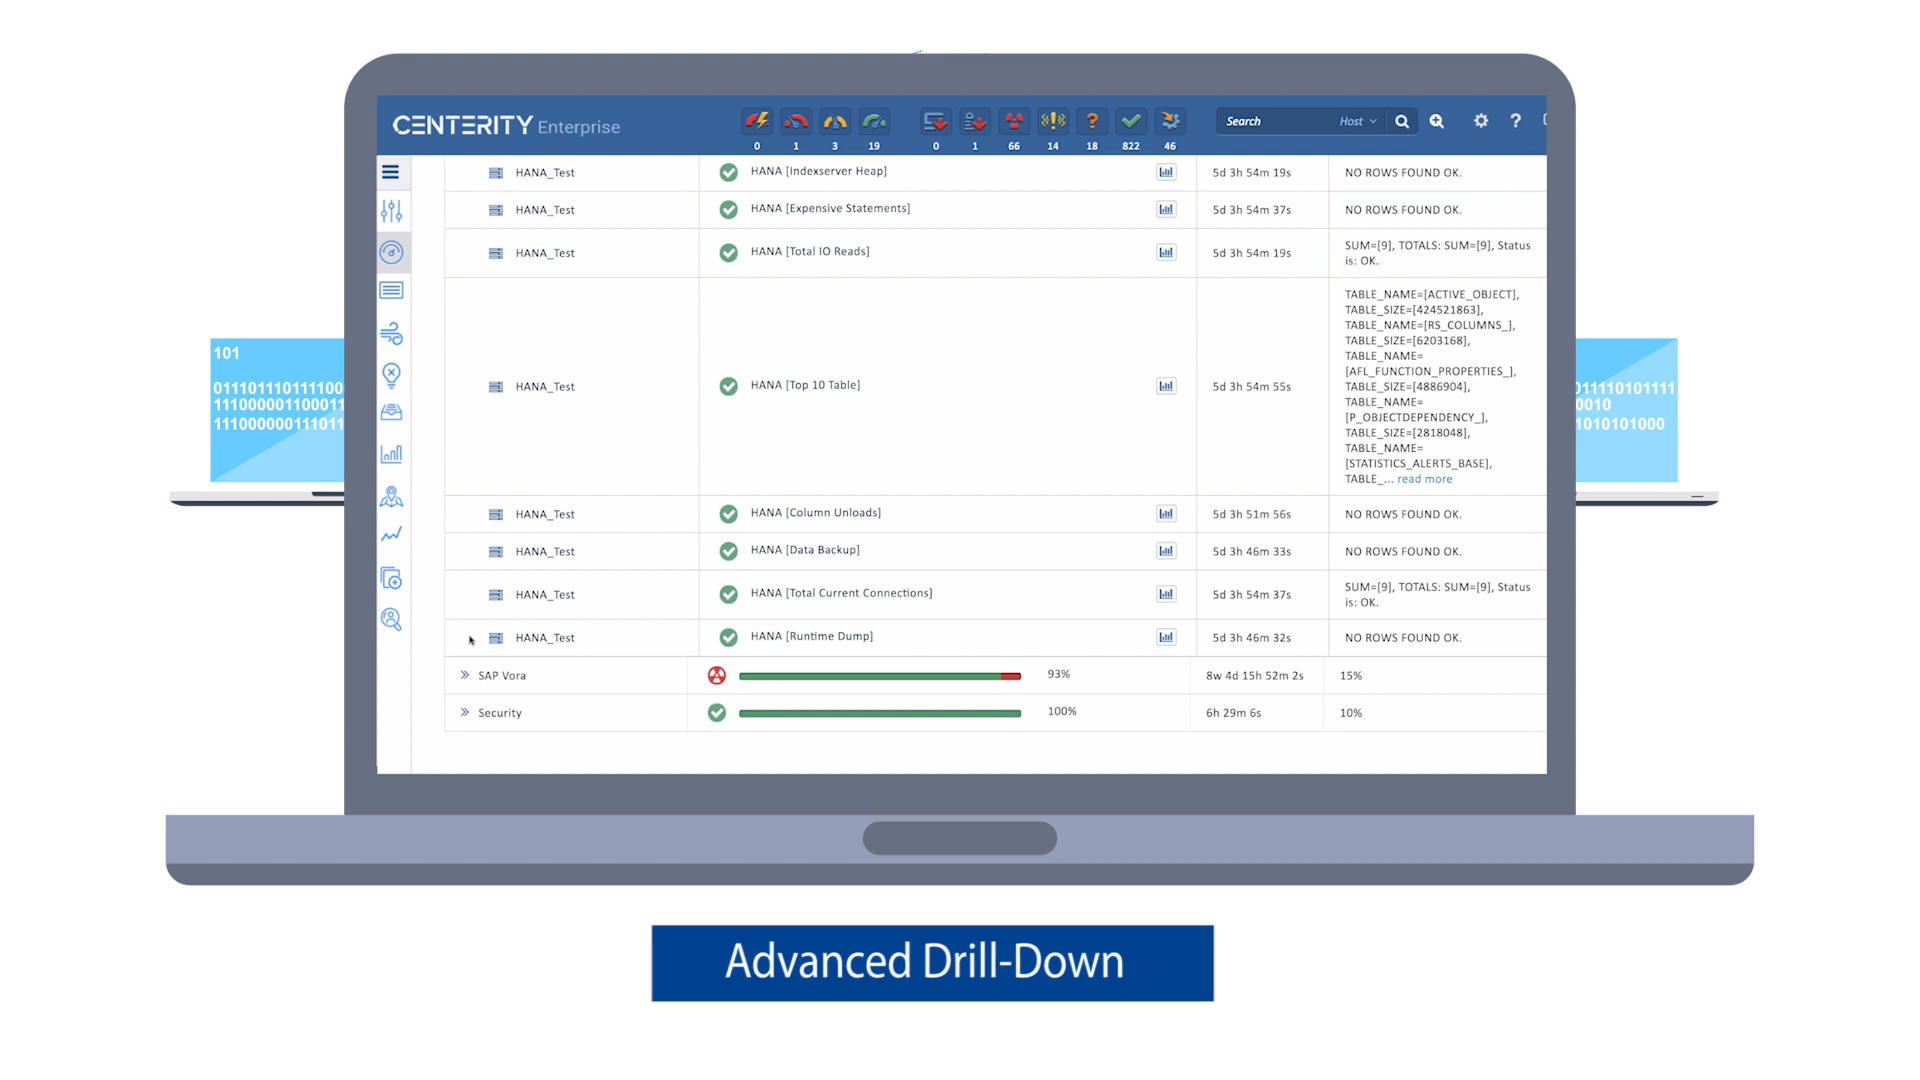 CENTERITY Enterprise
0 1 3 19 0 1 66 14 18 822 46
Search Host
HANA_Test HANA [Indexserver Heap] 5d 3h 54m 19s NO ROWS FOUND OK.
HANA_Test HANA [Expensive Statements] 5d 3h 54m 37s NO ROWS FOUND OK.
HANA_Test HANA [Total IO Reads] 5d 3h 54m 19s SUM=[9], TOTALS: SUM=[9], Status
is: OK.
HANA_Test HANA [Top 10 Table] 5d 3h 54m 55s
TABLE_NAME=[ACTIVE_OBJECT],
TABLE_SIZE=[424521863],
TABLE_NAME=[RS_COLUMNS_],
TABLE_SIZE=[6203168],
TABLE_NAME=
[AFL_FUNCTION_PROPERTIES_],
TABLE_SIZE=[4886904],
TABLE_NAME=
[P_OBJECTDEPENDENCY_],
TABLE_SIZE=[2818048],
TABLE_NAME=
[STATISTICS_ALERTS_BASE],
TABLE_... read more
HANA_Test HANA [Column Unloads] 5d 3h 51m 56s NO ROWS FOUND OK.
HANA_Test HANA [Data Backup] 5d 3h 46m 33s NO ROWS FOUND OK.
HANA_Test HANA [Total Current Connections] 5d 3h 54m 37s SUM=[9], TOTALS: SUM=[9], Status
is: OK.
HANA_Test HANA [Runtime Dump] 5d 3h 46m 32s NO ROWS FOUND OK.
SAP Vora 93% 8w 4d 15h 52m 2s 15%
Security 100% 6h 29m 6s 10%
101
011101110111100
111000001100011
111000000111011
01110101111
0010
1010101000
Advanced Drill-Down